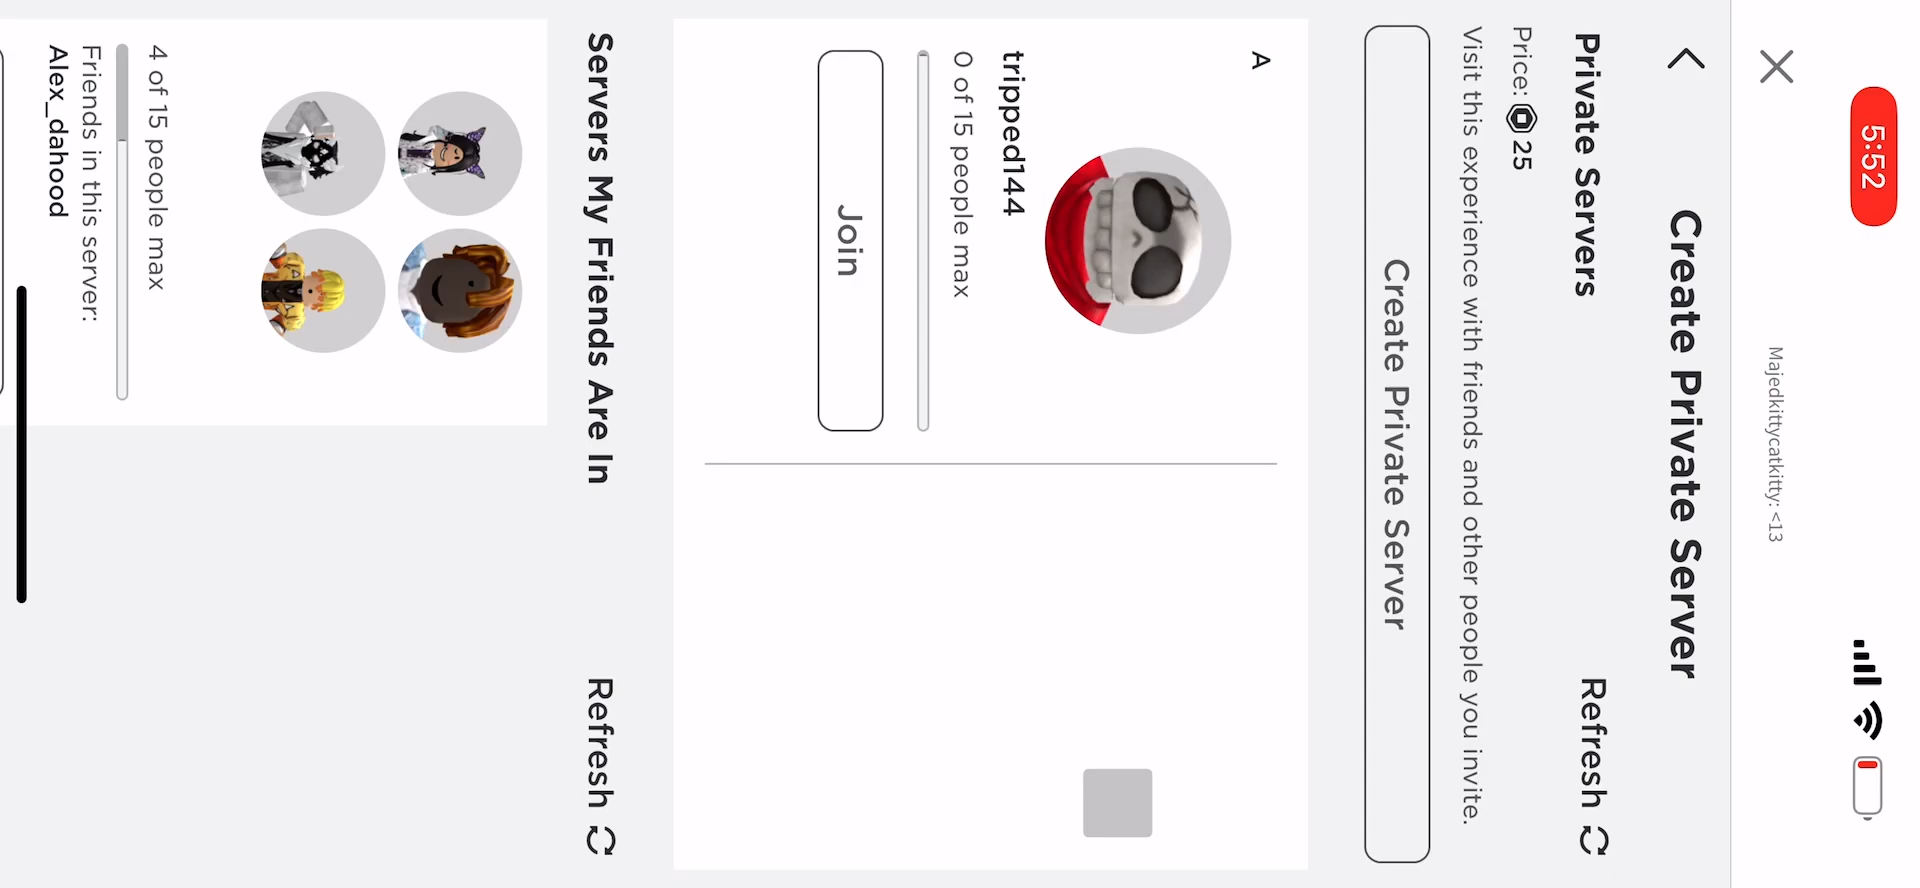 5:52
Majedkittycatkitty: <13
Create Private Server
Private Servers
Refresh
Price: 25
Visit this experience with friends and other people you invite.
Create Private Server
A
tripped144
0 of 15 people max
Join
Servers My Friends Are In
Refresh
4 of 15 people max
Friends in this server:
Alex_dahood